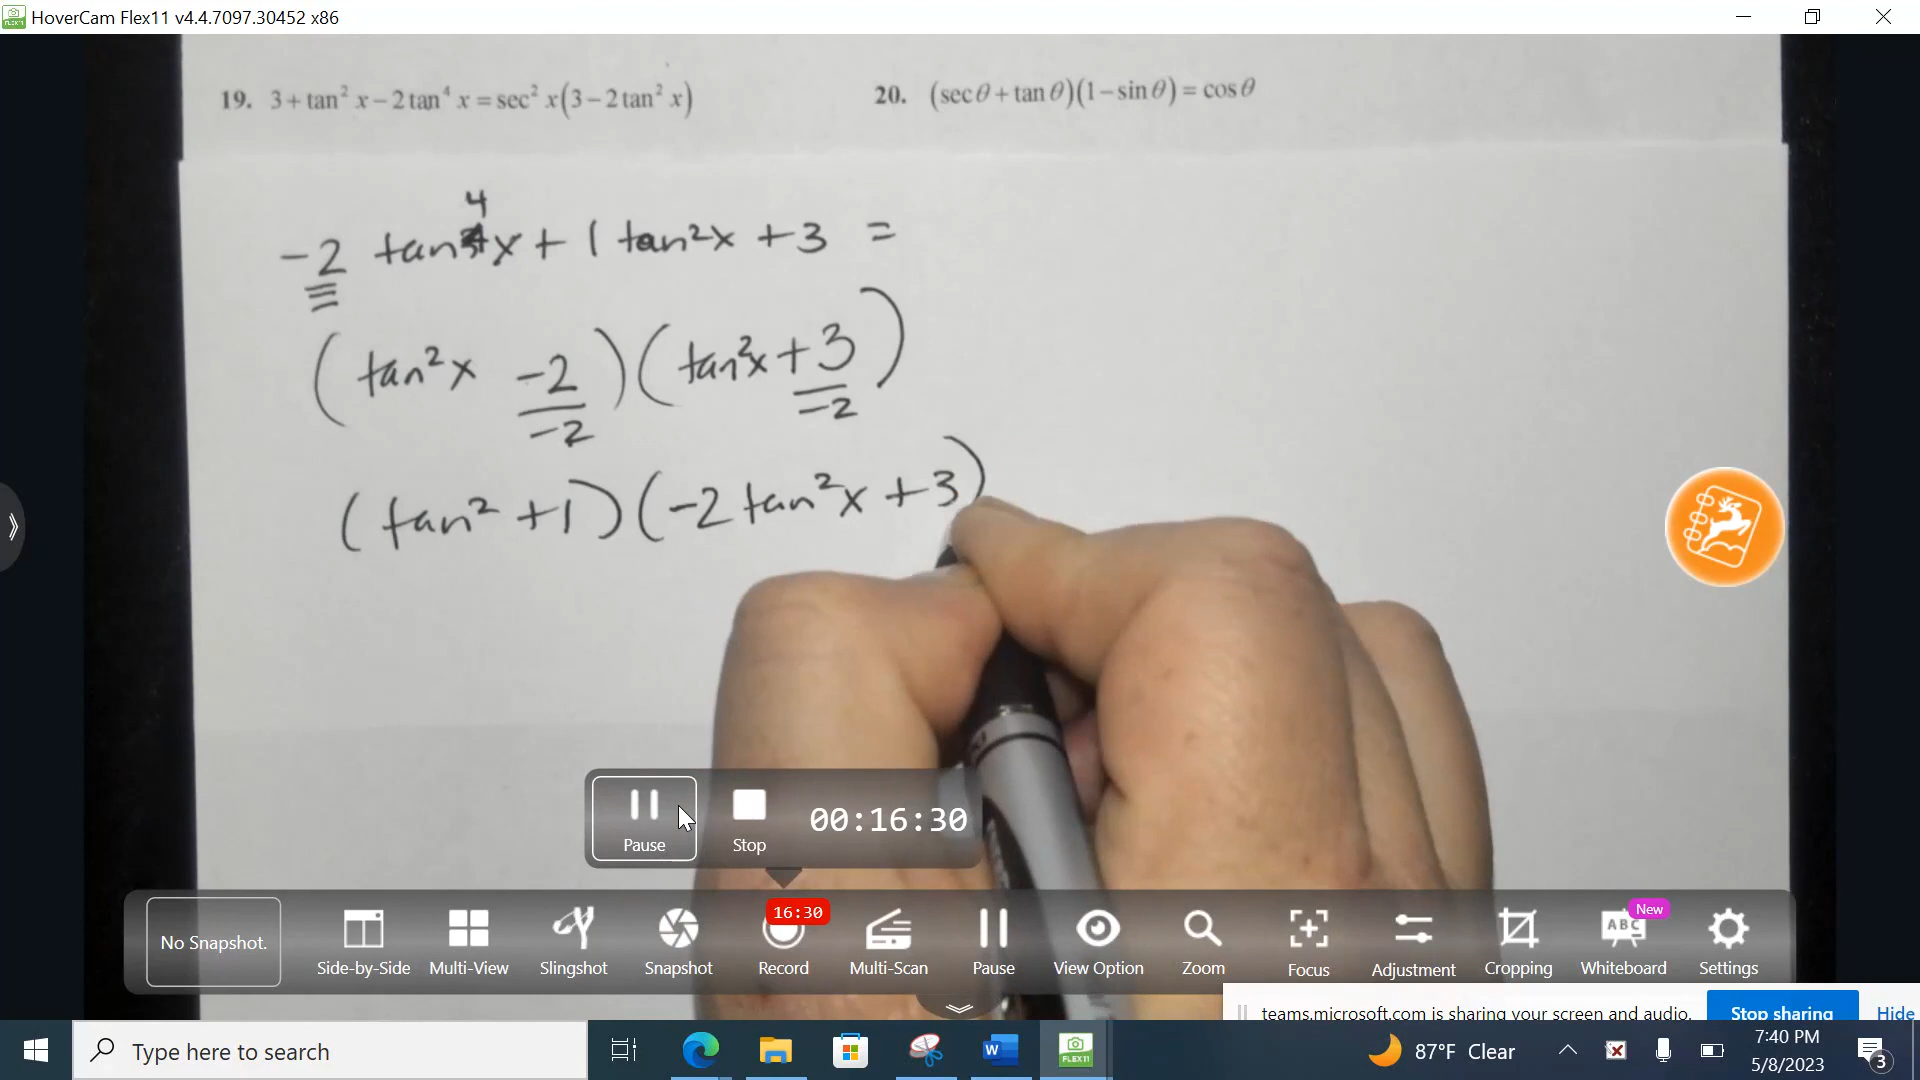 HoverCam Flex11 v4.4.7097.30452 x86
19. 3 + tan² x − 2 tan⁴ x = sec² x(3 − 2 tan² x)
20. (sec θ + tan θ)(1 − sin θ) = cos θ
-2 tan⁴x + 1 tan²x + 3 =
(tan²x -2/-2)(tan²x + 3/-2)
(tan² +1)(-2 tan²x +3)
Pause
Stop
00:16:30
No Snapshot.
Side-by-Side
Multi-View
Slingshot
Snapshot
16:30
Record
Multi-Scan
Pause
View Option
Zoom
Focus
Adjustment
Cropping
New
ABC
Whiteboard
Settings
teams.microsoft.com is sharing your screen and audio.
Stop sharing
Hide
Type here to search
W
FLEX11
87°F Clear
7:40 PM
5/8/2023
3